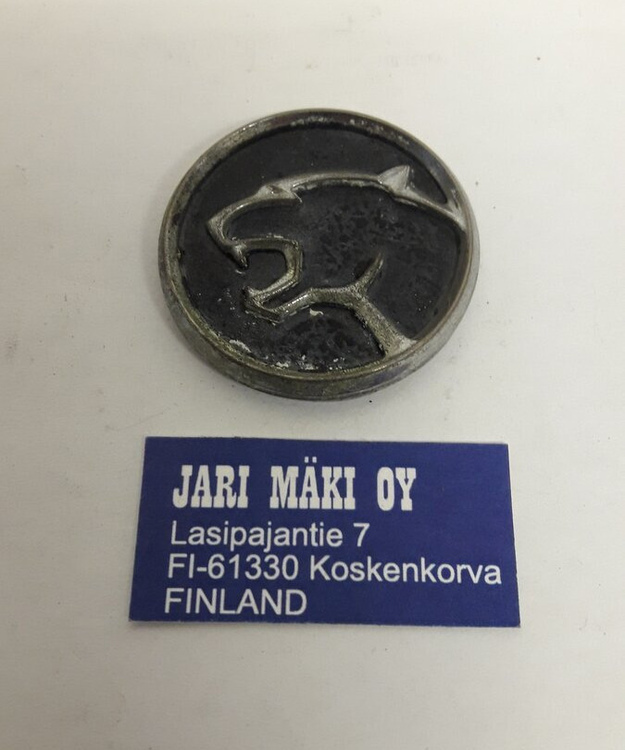 JARI MÄKI OY
Lasipajantie 7
FI-61330 Koskenkorva
FINLAND